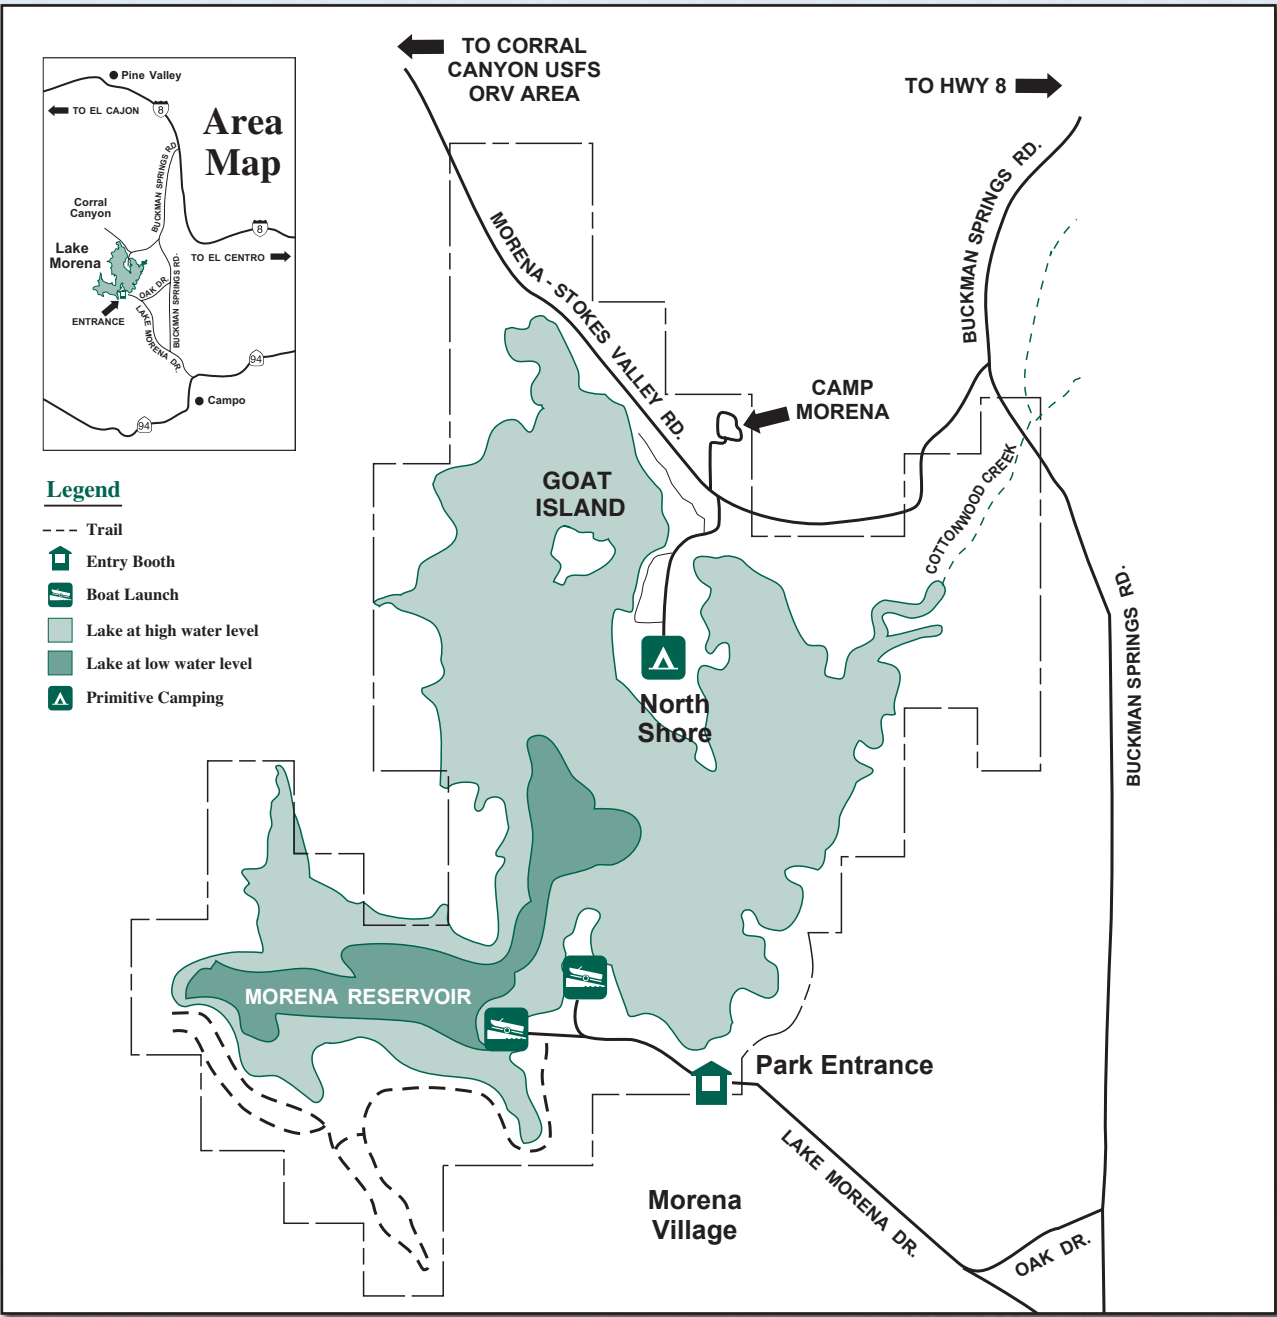 TO CORRAL
CANYON USFS
ORV AREA
TO HWY 8
Pine Valley
TO EL CAJON
8
Area
Map
BUCKMAN SPRINGS RD.
Corral
Canyon
8
Lake
Morena
TO EL CENTRO
OAK DR.
BUCKMAN SPRINGS RD.
ENTRANCE
LAKE MORENA DR.
94
Campo
94
MORENA - STOKES VALLEY RD.
BUCKMAN SPRINGS RD.
CAMP
MORENA
GOAT
ISLAND
COTTONWOOD CREEK
Legend
Trail
Entry Booth
Boat Launch
Lake at high water level
Lake at low water level
Primitive Camping
North
Shore
BUCKMAN SPRINGS RD.
MORENA RESERVOIR
Park Entrance
LAKE MORENA DR.
Morena
Village
OAK DR.